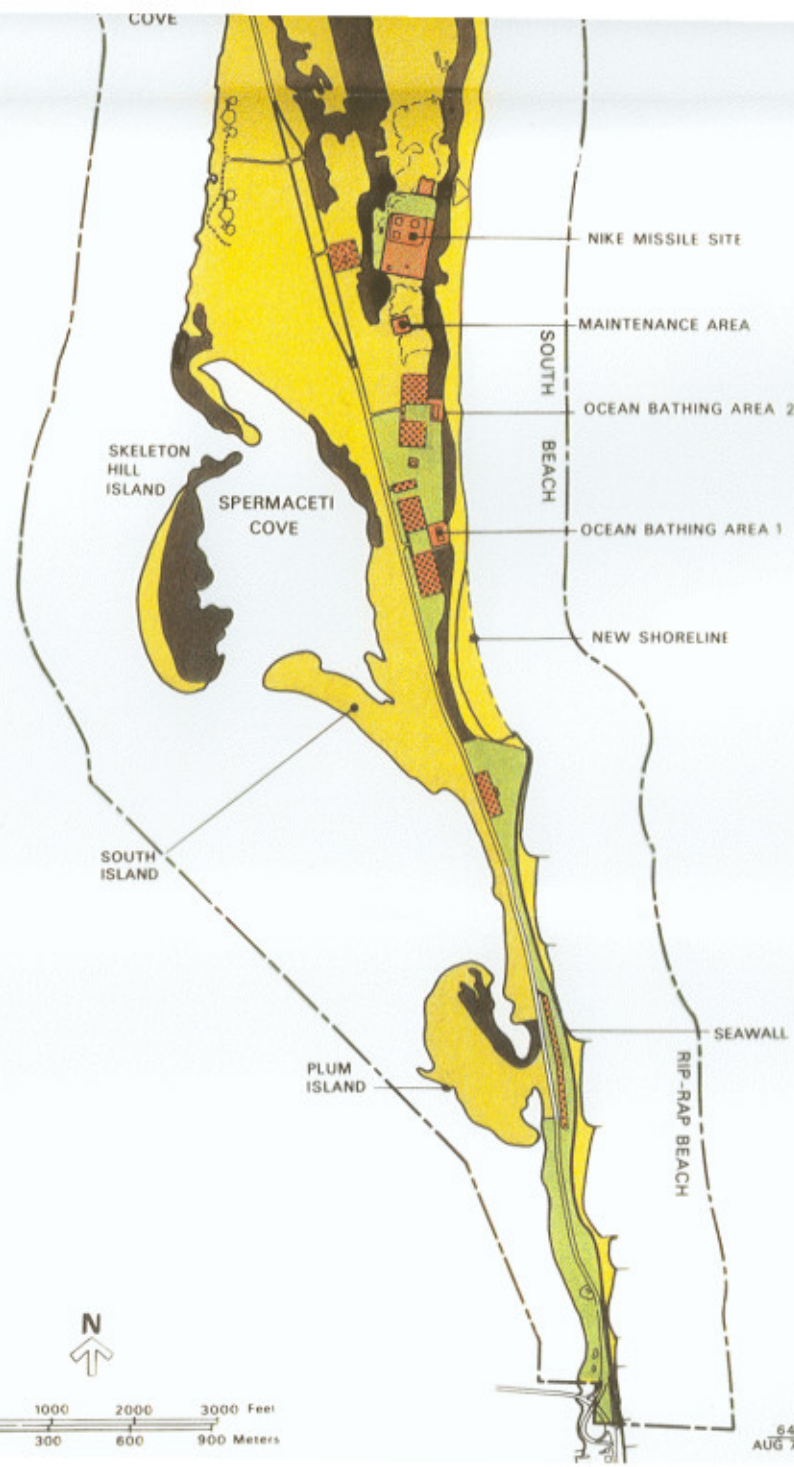 COVE
NIKE MISSILE SITE
MAINTENANCE AREA
SOUTH BEACH
OCEAN BATHING AREA 2
SKELETON
HILL
ISLAND
SPERMACETI
COVE
OCEAN BATHING AREA 1
NEW SHORELINE
SOUTH
ISLAND
SEAWALL
PLUM
ISLAND
RIP-RAP BEACH
N
1000 2000 3000 Feet
300 600 900 Meters
64
AUG 7